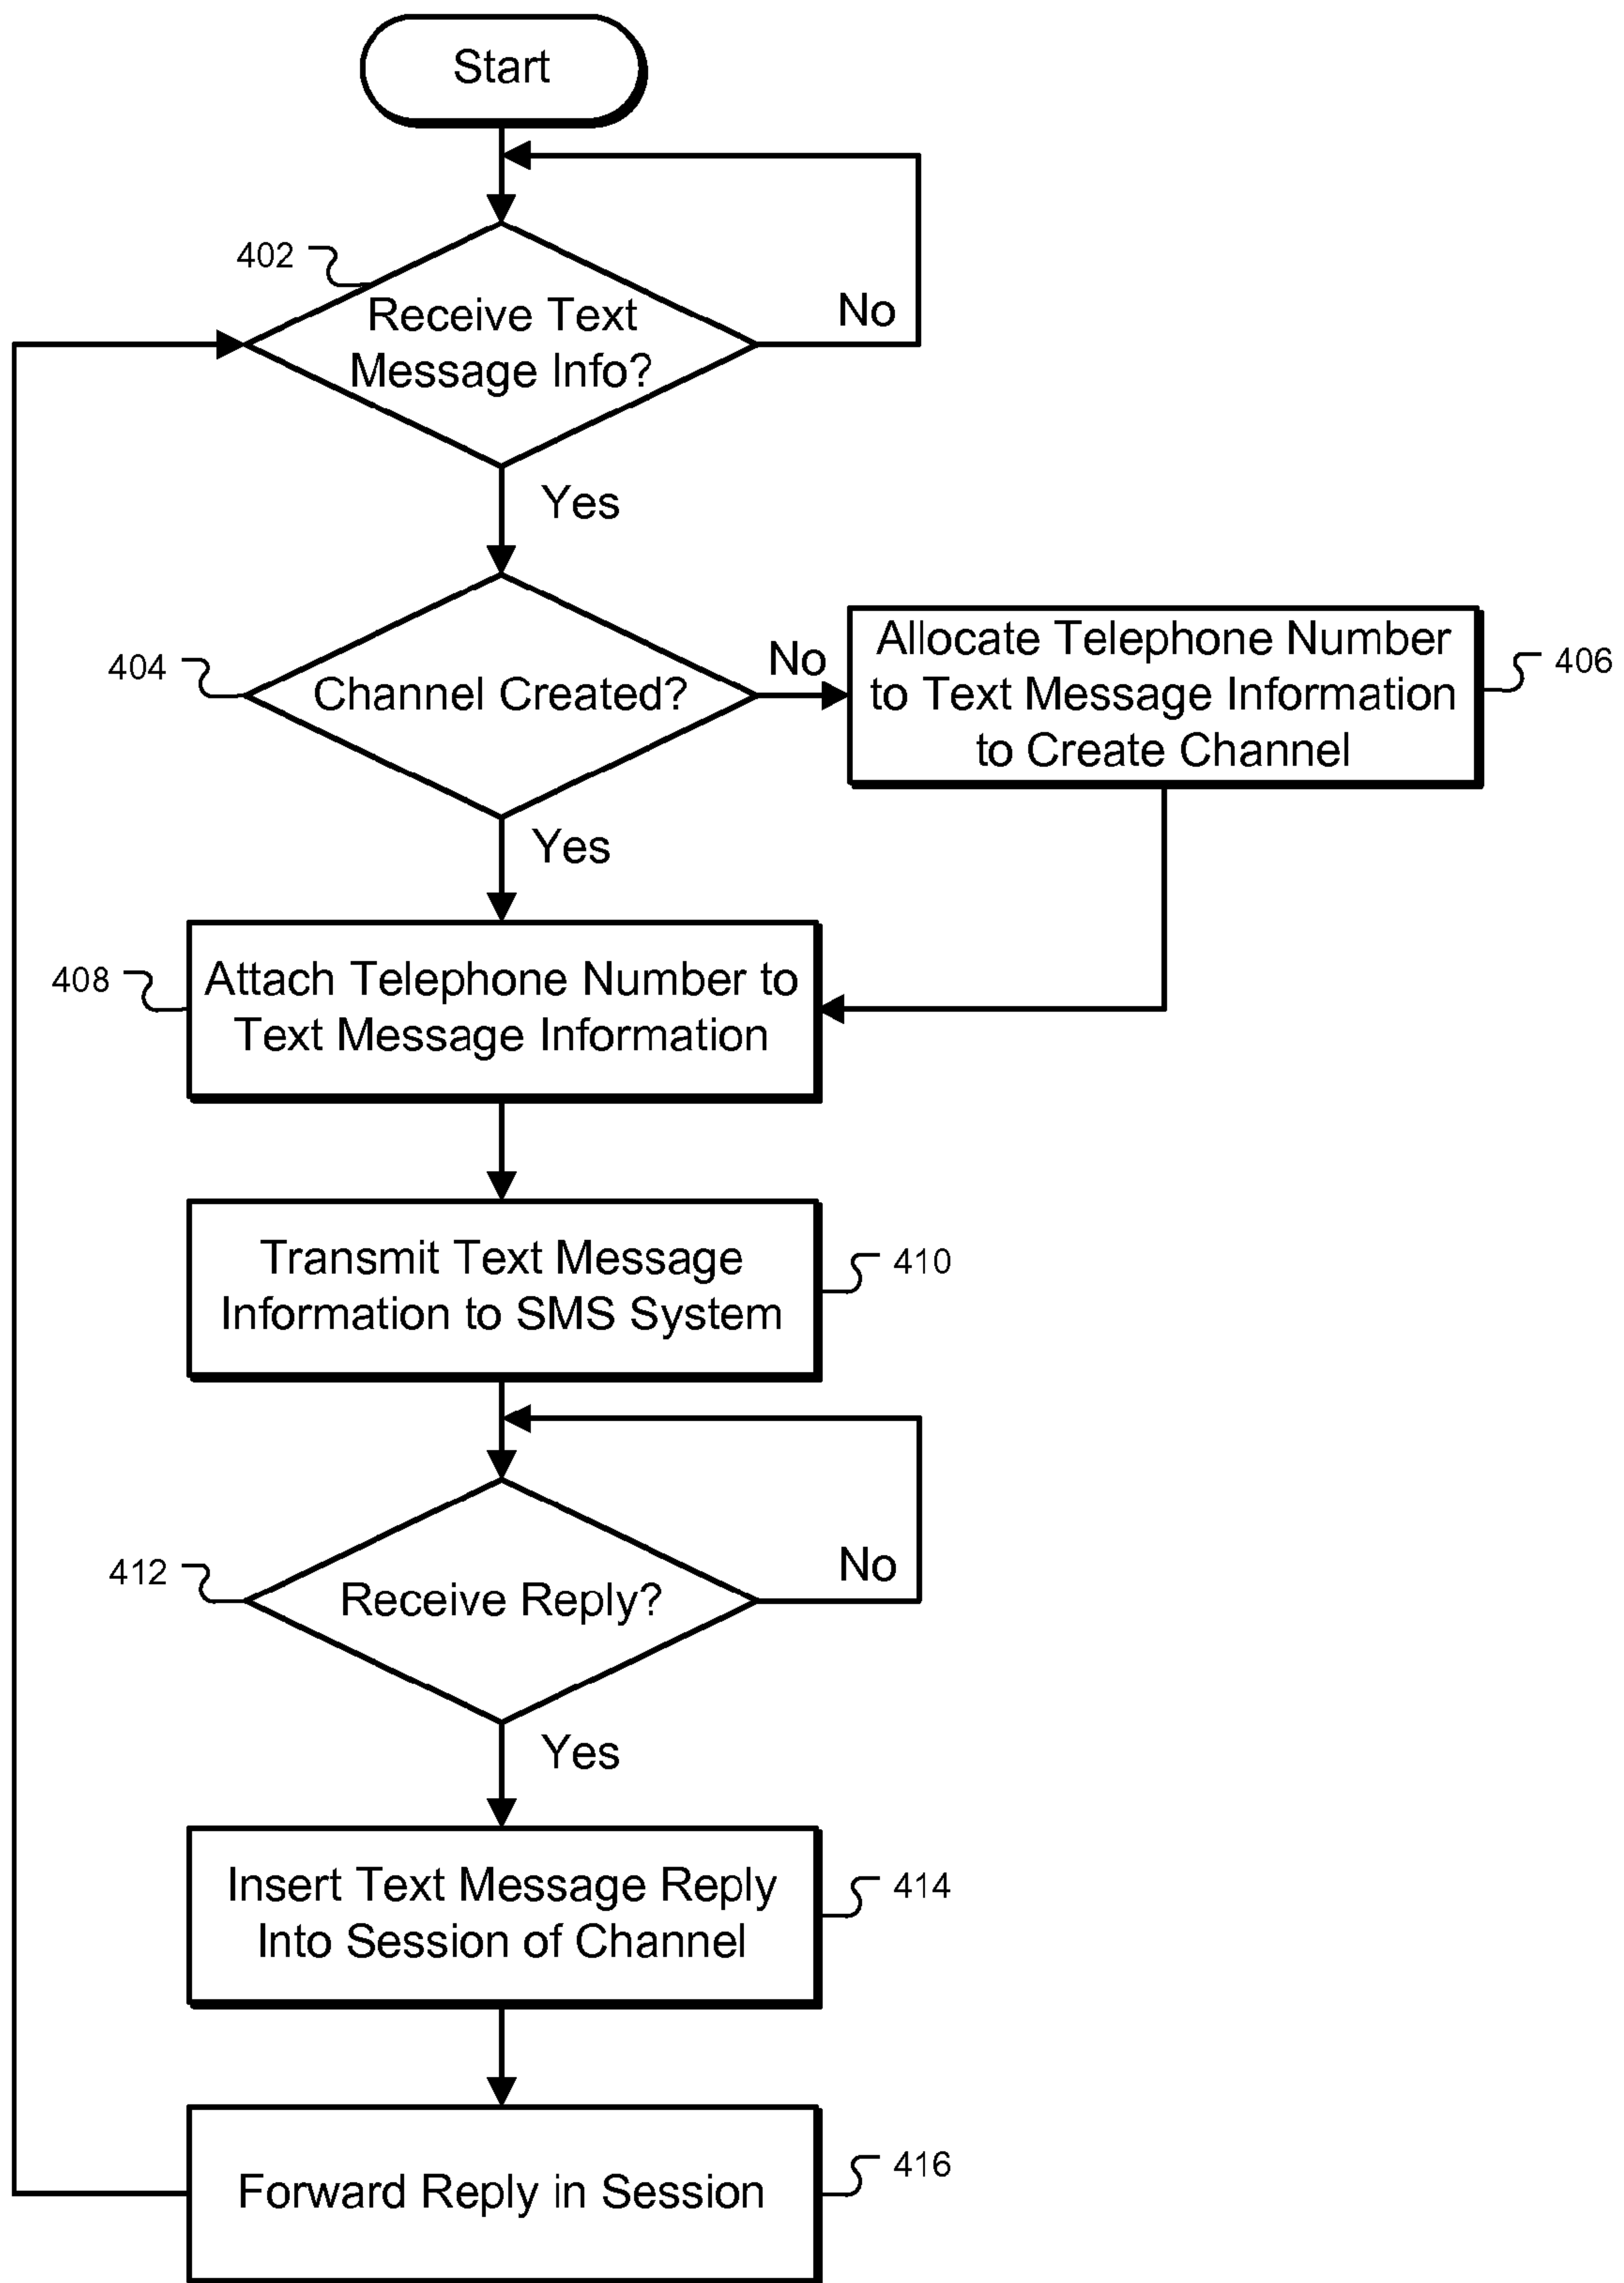 Start
402
Receive Text
Message Info?
No
Yes
404
Channel Created?
No
Allocate Telephone Number
to Text Message Information
to Create Channel
406
Yes
408
Attach Telephone Number to
Text Message Information
Transmit Text Message
Information to SMS System
410
412
Receive Reply?
No
Yes
Insert Text Message Reply
Into Session of Channel
414
Forward Reply in Session
416